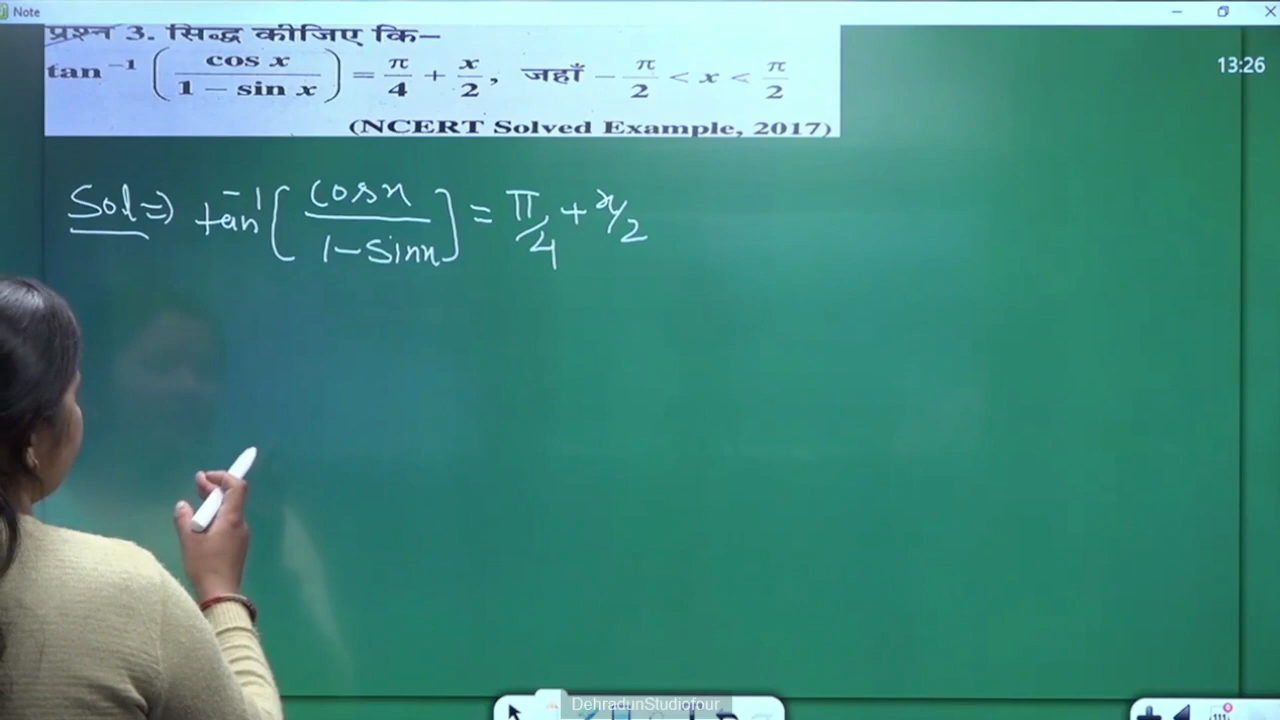 Note
प्रश्न 3. सिद्ध कीजिए कि–
tan⁻¹ (cos x / 1 − sin x) = π/4 + x/2, जहाँ − π/2 < x < π/2
13:26
(NCERT Solved Example, 2017)
Sol ⇒ tan⁻¹ [cosx / 1−sinx] = π/4 + x/2
DehradunStudiofour